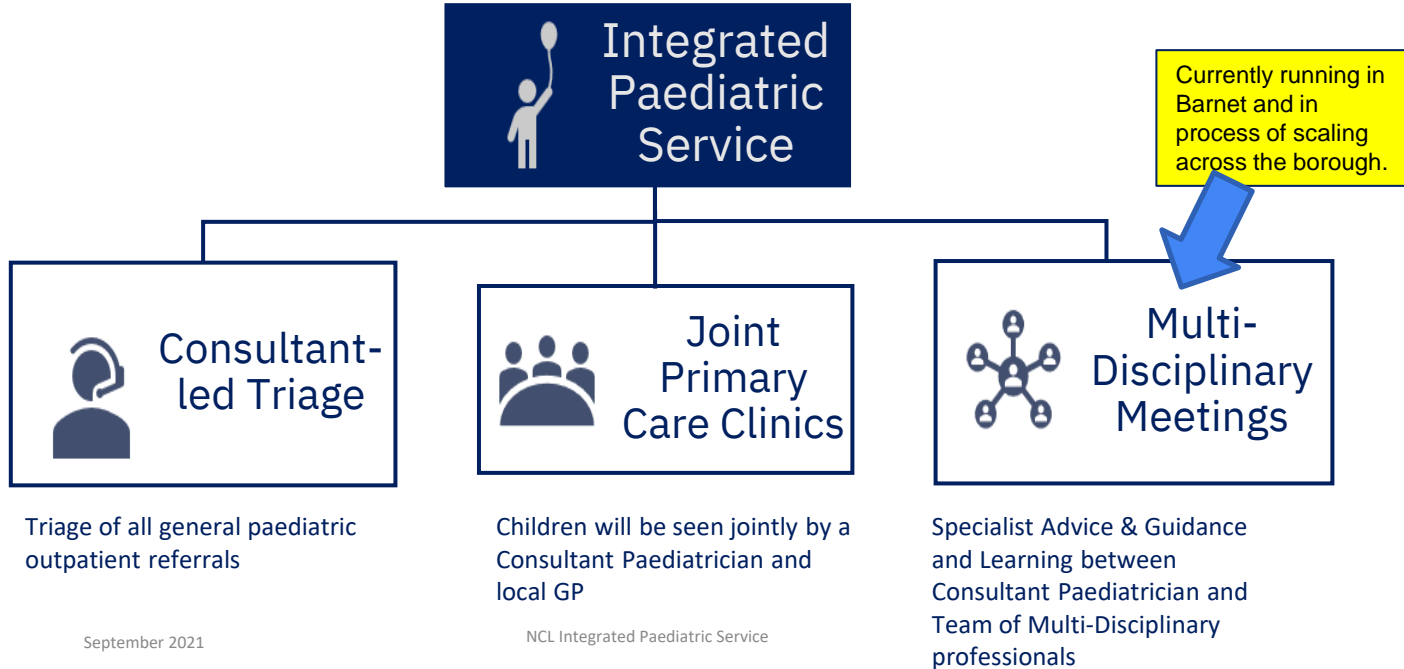 Integrated
Paediatric
Service
Currently running in
Barnet and in
process of scaling
across the borough.
Consultant-
led Triage
Joint
Primary
Care Clinics
Multi-
Disciplinary
Meetings
Triage of all general paediatric
outpatient referrals
Children will be seen jointly by a
Consultant Paediatrician and
local GP
Specialist Advice & Guidance
and Learning between
Consultant Paediatrician and
Team of Multi-Disciplinary
professionals
September 2021
NCL Integrated Paediatric Service